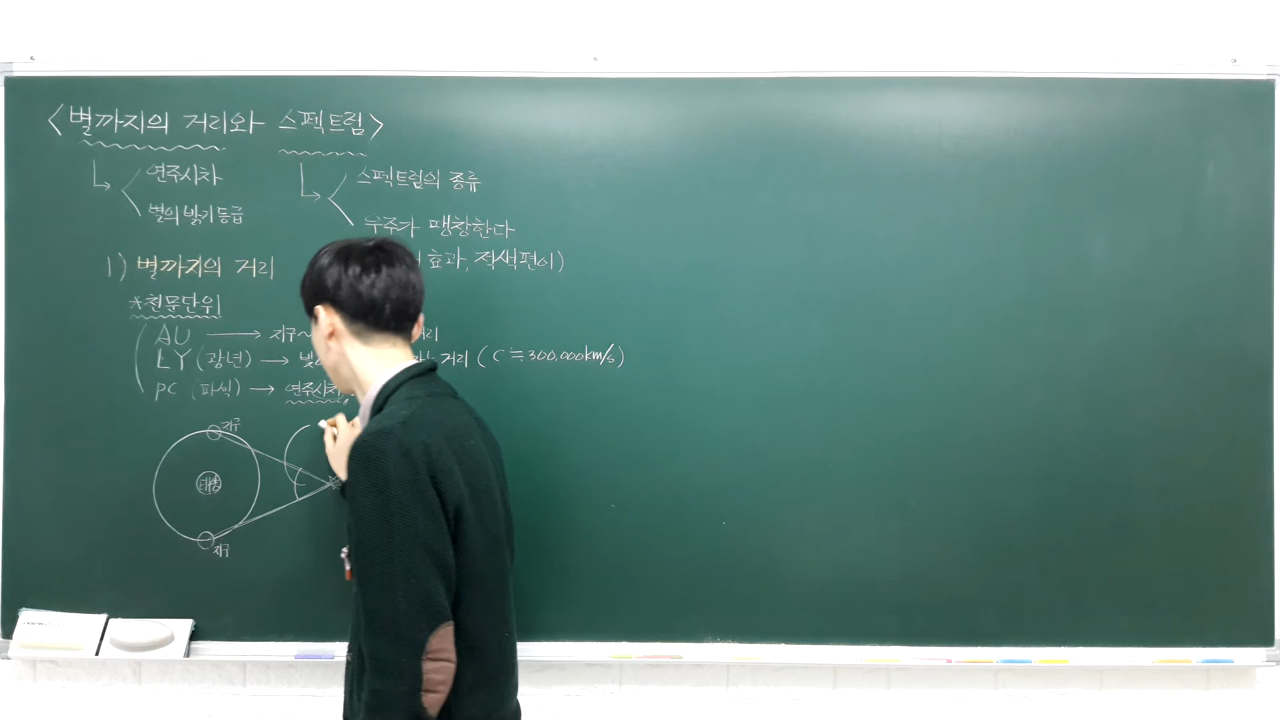 <별까지의 거리와 스펙트럼>
연주시차
별의 밝기 등급
스펙트럼의 종류
우주가 팽창한다
효과, 적색편이)
1) 별까지의 거리
*천문단위
AU → 지구~ 거리
LY (광년) → 거리 (C ≒ 300,000km/s)
PC (파섹) → 연주시차
지구
태양
지구